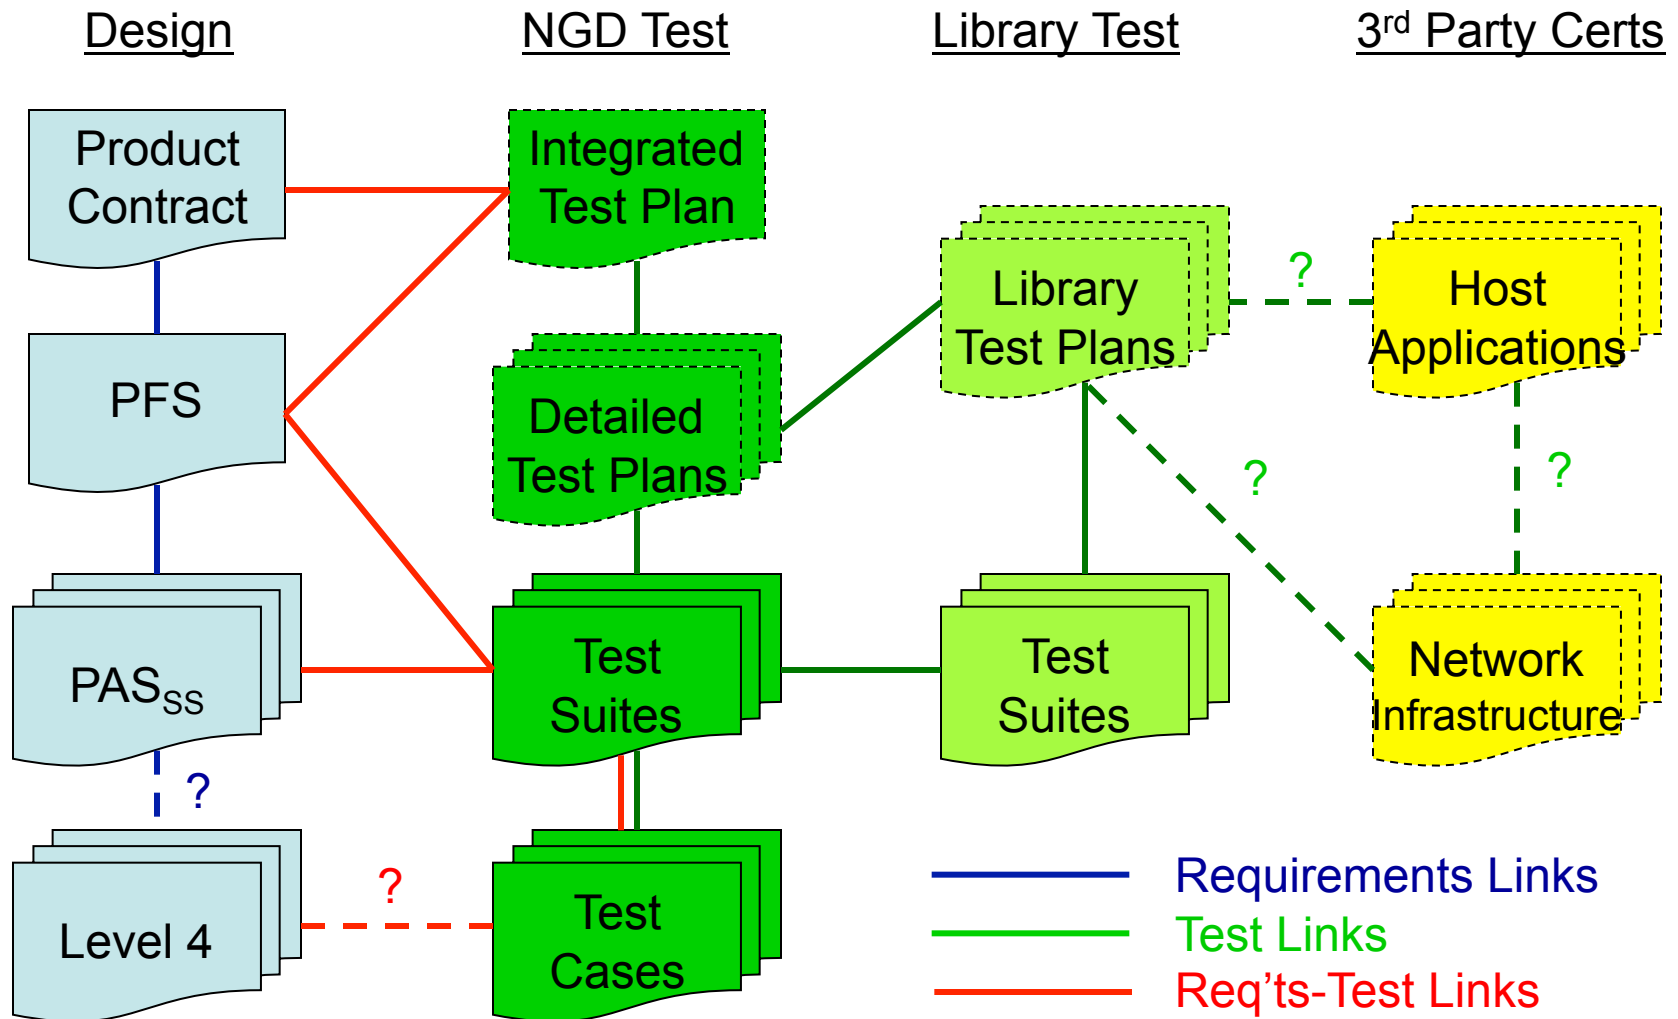 Design
NGD Test
Library Test
3rd Party Certs
Product
Contract
Integrated
Test Plan
Library
Test Plans
?
Host
Applications
PFS
Detailed
Test Plans
?
?
PASSS
Test
Suites
Test
Suites
Network
Infrastructure
?
Level 4
?
Test
Cases
Requirements Links
Test Links
Req’ts-Test Links